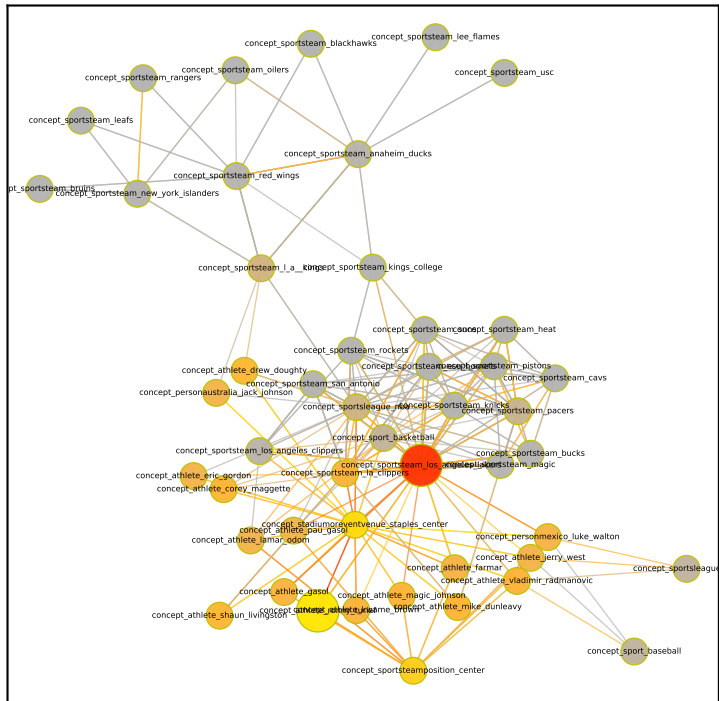 concept_sportsteam_blackhawks
concept_sportsteam_lee_flames
concept_sportsteam_oilers
concept_sportsteam_usc
concept_sportsteam_rangers
concept_sportsteam_leafs
concept_sportsteam_anaheim_ducks
concept_sportsteam_red_wings
pt_sportsteam_bruins
concept_sportsteam_new_york_islanders
concept_sportsteam_l_a__kings
concept_sportsteam_kings_college
concept_sportsteam_heat
concept_sportsteam_rockets
concept_sportsteam_pistons
concept_athlete_drew_doughty
concept_sportsteam_cavs
concept_sportsteam_san_antonio
concept_personaustralia_jack_johnson
concept_sportsteam_knicks
concept_sportsleague_nba
concept_sportsteam_pacers
concept_sport_basketball
concept_sportsteam_los_angeles_clippers
concept_sportsteam_bucks
concept_sportsteam_magic
concept_sportsteam_la_clippers
concept_athlete_eric_gordon
concept_athlete_corey_maggette
concept_stadiumoreventvenue_staples_center
concept_athlete_pau_gasol
concept_personmexico_luke_walton
concept_athlete_lamar_odom
concept_athlete_jerry_west
concept_athlete_farmar
concept_sportsleague
concept_athlete_vladimir_radmanovic
concept_athlete_gasol
concept_athlete_magic_johnson
concept_athlete_mike_dunleavy
concept_athlete_shaun_livingston
concept_sport_baseball
concept_sportsteamposition_center